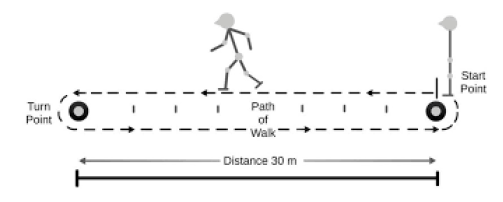 Start
Point
Turn
Point
Path
of
Walk
Distance 30 m